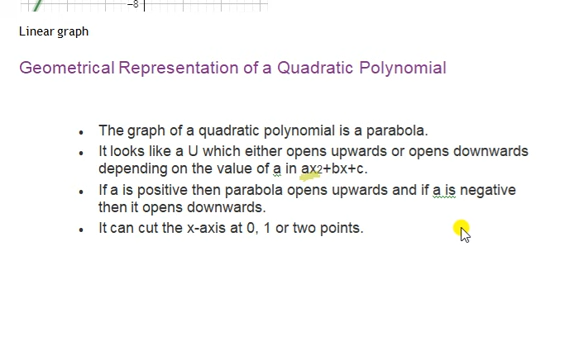 -8
Linear graph
Geometrical Representation of a Quadratic Polynomial
• The graph of a quadratic polynomial is a parabola.
• It looks like a U which either opens upwards or opens downwards
depending on the value of a in ax2+bx+c.
• If a is positive then parabola opens upwards and if a is negative
then it opens downwards.
• It can cut the x-axis at 0, 1 or two points.